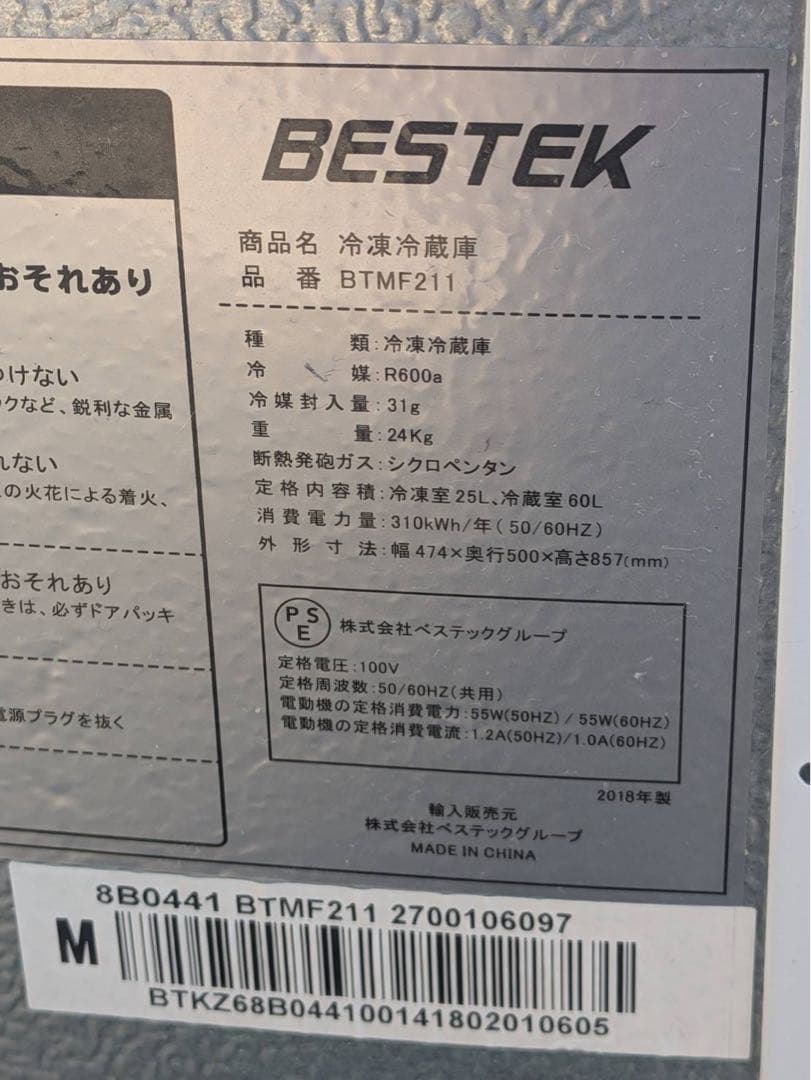 BESTEK
商品名 冷凍冷蔵庫
品 番 BTMF211
種 類:冷凍冷蔵庫
冷 媒:R600a
冷媒封入量:31g
重 量:24Kg
断熱発砲ガス:シクロペンタン
定格内容積:冷凍室25L、冷蔵室60L
消費電力量:310kWh/年(50/60HZ)
外形寸法:幅474×奥行500×高さ857(mm)
PSE 株式会社ベステックグループ
定格電圧:100V
定格周波数:50/60HZ(共用)
電動機の定格消費電力:55W(50HZ)/55W(60HZ)
電動機の定格消費電流:1.2A(50HZ)/1.0A(60HZ)
2018年製
輸入販売元
株式会社ベステックグループ
MADE IN CHINA
おそれあり
けない
クなど、鋭利な金属
れない
の火花による着火、
おそれあり
きは、必ずドアパッキ
電源プラグを抜く
8B0441 BTMF211 2700106097
M
BTKZ68B044100141802010605